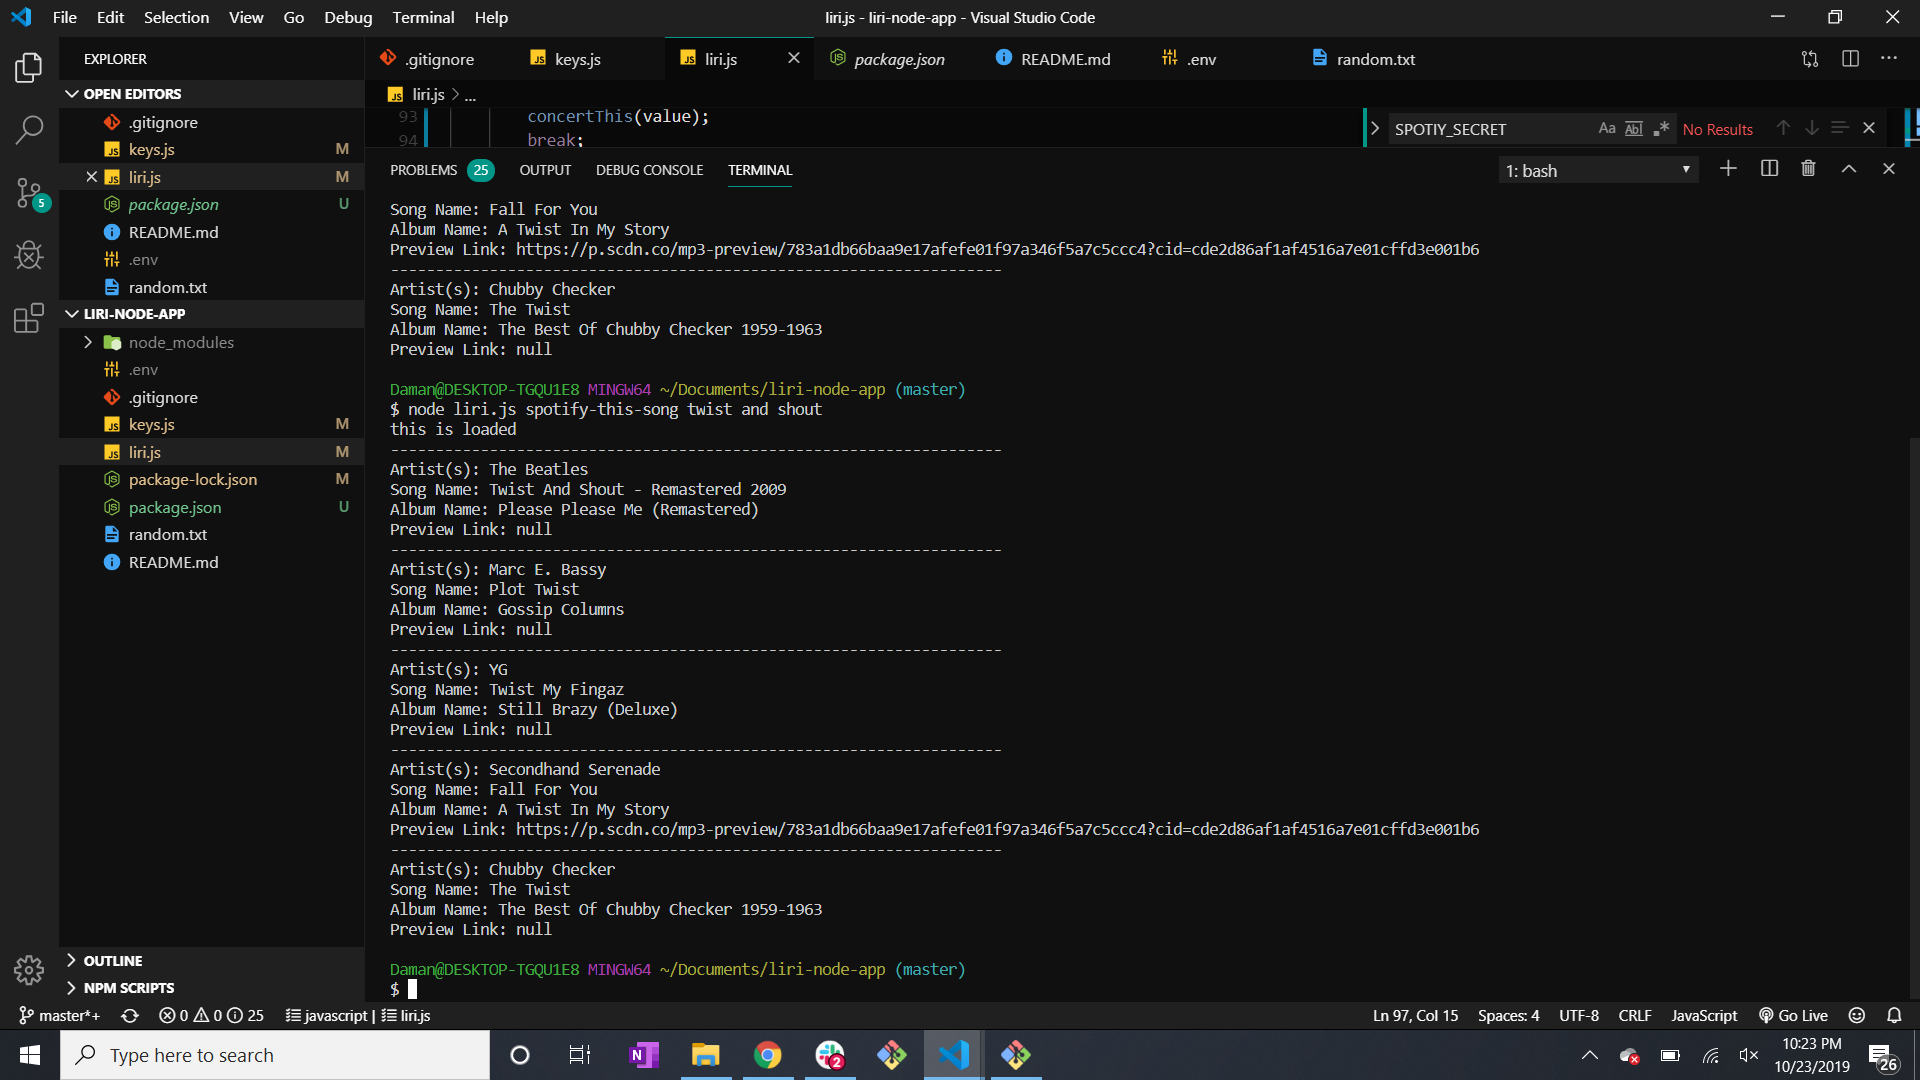 File Edit Selection View Go Debug Terminal Help
liri.js - liri-node-app - Visual Studio Code
EXPLORER
.gitignore
keys.js
liri.js
package.json
README.md
.env
random.txt
OPEN EDITORS
.gitignore
keys.js M
liri.js M
package.json U
README.md
.env
random.txt
LIRI-NODE-APP
node_modules
.env
.gitignore
keys.js M
liri.js M
package-lock.json M
package.json U
random.txt
README.md
OUTLINE
NPM SCRIPTS
5
liri.js > ...
93 concertThis(value);
94 break;
SPOTIY_SECRET Aa Abl No Results
PROBLEMS 25 OUTPUT DEBUG CONSOLE TERMINAL
1: bash
Song Name: Fall For You
Album Name: A Twist In My Story
Preview Link: https://p.scdn.co/mp3-preview/783a1db66baa9e17afefe01f97a346f5a7c5ccc4?cid=cde2d86af1af4516a7e01cffd3e001b6
--------------------------------------------------------------------
Artist(s): Chubby Checker
Song Name: The Twist
Album Name: The Best Of Chubby Checker 1959-1963
Preview Link: null
Daman@DESKTOP-TGQU1E8 MINGW64 ~/Documents/liri-node-app (master)
$ node liri.js spotify-this-song twist and shout
this is loaded
--------------------------------------------------------------------
Artist(s): The Beatles
Song Name: Twist And Shout - Remastered 2009
Album Name: Please Please Me (Remastered)
Preview Link: null
--------------------------------------------------------------------
Artist(s): Marc E. Bassy
Song Name: Plot Twist
Album Name: Gossip Columns
Preview Link: null
--------------------------------------------------------------------
Artist(s): YG
Song Name: Twist My Fingaz
Album Name: Still Brazy (Deluxe)
Preview Link: null
--------------------------------------------------------------------
Artist(s): Secondhand Serenade
Song Name: Fall For You
Album Name: A Twist In My Story
Preview Link: https://p.scdn.co/mp3-preview/783a1db66baa9e17afefe01f97a346f5a7c5ccc4?cid=cde2d86af1af4516a7e01cffd3e001b6
--------------------------------------------------------------------
Artist(s): Chubby Checker
Song Name: The Twist
Album Name: The Best Of Chubby Checker 1959-1963
Preview Link: null
Daman@DESKTOP-TGQU1E8 MINGW64 ~/Documents/liri-node-app (master)
$
master*+ 0 0 25 javascript | liri.js
Ln 97, Col 15 Spaces: 4 UTF-8 CRLF JavaScript Go Live
Type here to search
N
2
10:23 PM
10/23/2019
26